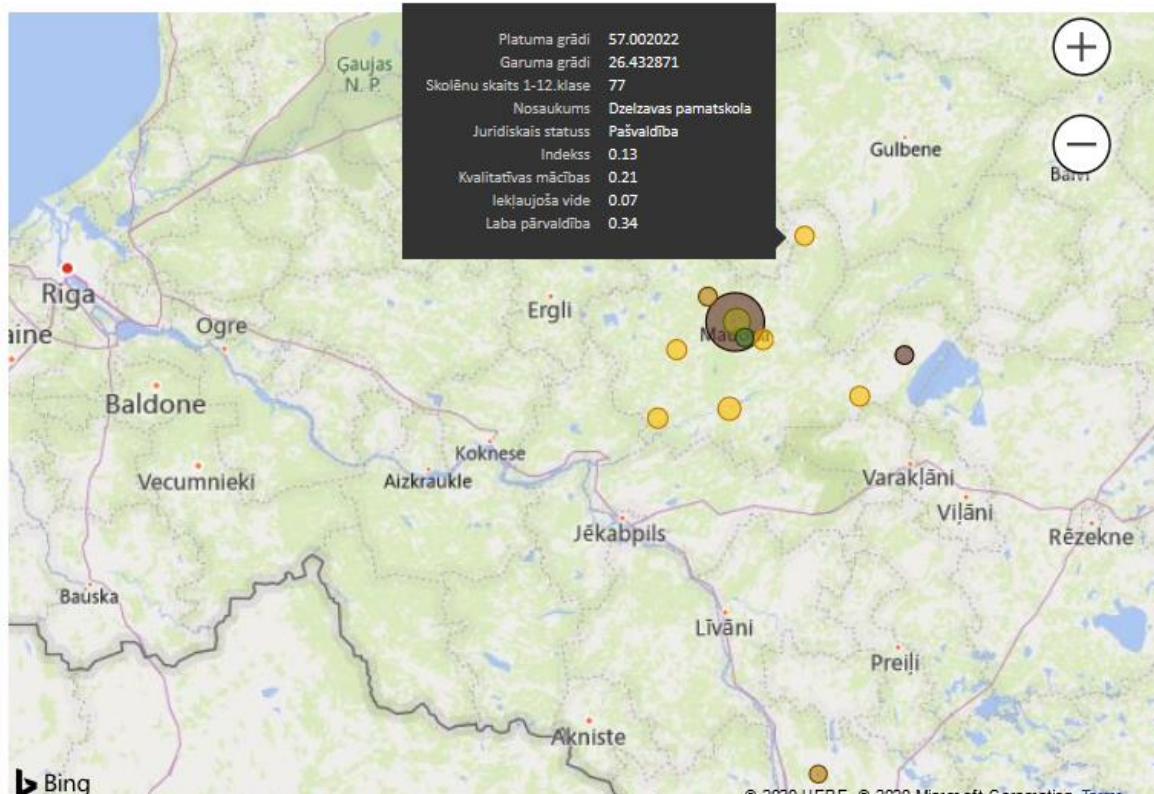 Platuma grādi 57.002022
Garuma grādi 26.432871
Skolēnu skaits 1-12.klase 77
Nosaukums Dzelzavas pamatskola
Juridiskais statuss Pašvaldība
Indekss 0.13
Kvalitatīvas mācības 0.21
Iekļaujoša vide 0.07
Laba pārvaldība 0.34
Gaujas
N. P.
Gulbene
Rīga
Ergli
Ogre
aine
Baldone
Koknese
Vecumnieki
Aizkraukle
Varakļāni
Viļāni
Jēkabpils
Rēzekne
Bauska
Līvāni
Preiļi
Akniste
Bing